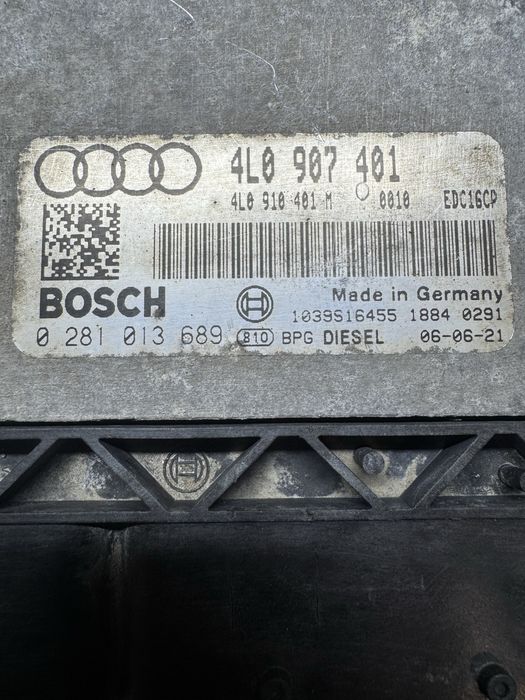 4L0 907 401
4L0 910 401 M 0010 EDC16CP
BOSCH
Made in Germany
1039S16455 1884 0291
0 281 013 689 810 BPG DIESEL 06-06-21